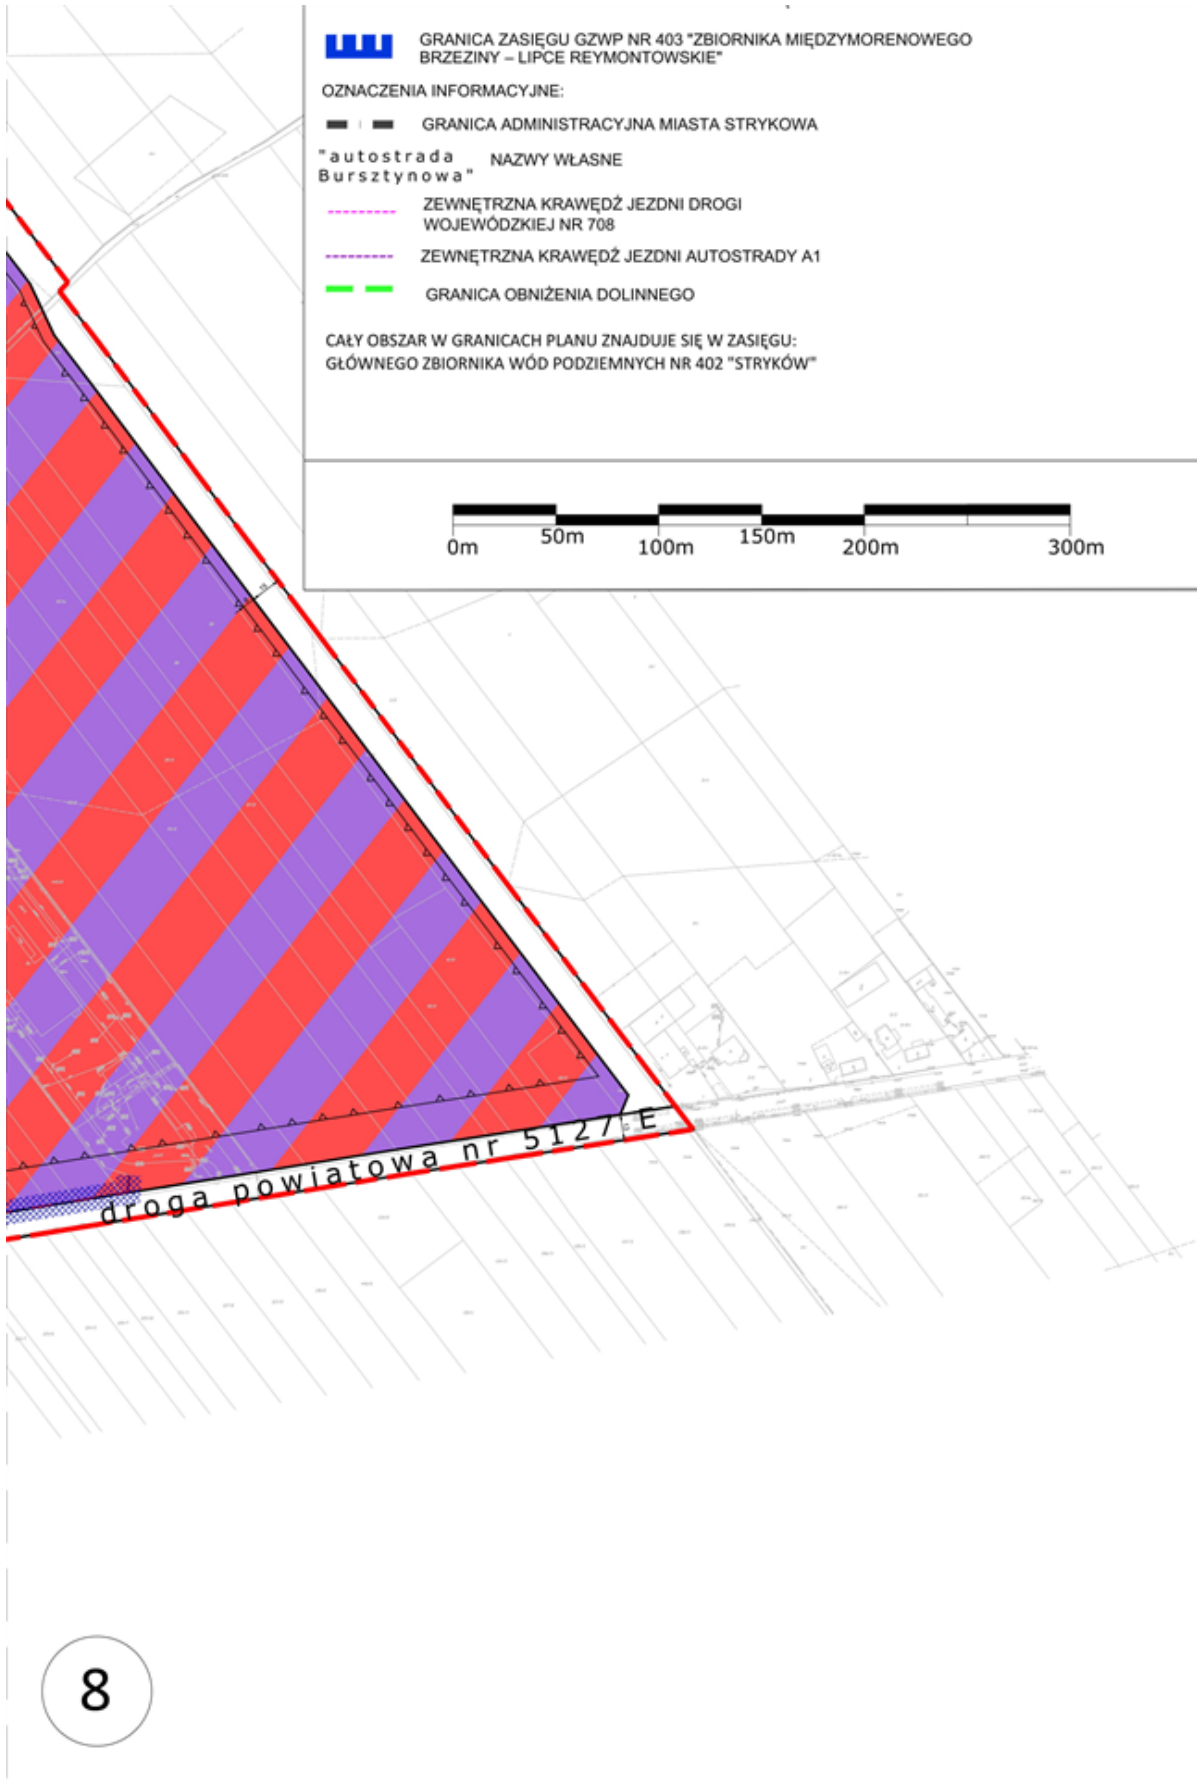 GRANICA ZASIĘGU GZWP NR 403 "ZBIORNIKA MIĘDZYMORENOWEGO
BRZEZINY – LIPCE REYMONTOWSKIE"
OZNACZENIA INFORMACYJNE:
GRANICA ADMINISTRACYJNA MIASTA STRYKOWA
"autostrada
Bursztynowa"
NAZWY WŁASNE
ZEWNĘTRZNA KRAWĘDŹ JEZDNI DROGI
WOJEWÓDZKIEJ NR 708
ZEWNĘTRZNA KRAWĘDŹ JEZDNI AUTOSTRADY A1
GRANICA OBNIŻENIA DOLINNEGO
CAŁY OBSZAR W GRANICACH PLANU ZNAJDUJE SIĘ W ZASIĘGU:
GŁÓWNEGO ZBIORNIKA WÓD PODZIEMNYCH NR 402 "STRYKÓW"
0m 50m 100m 150m 200m 300m
droga powiatowa nr 5127 E
8